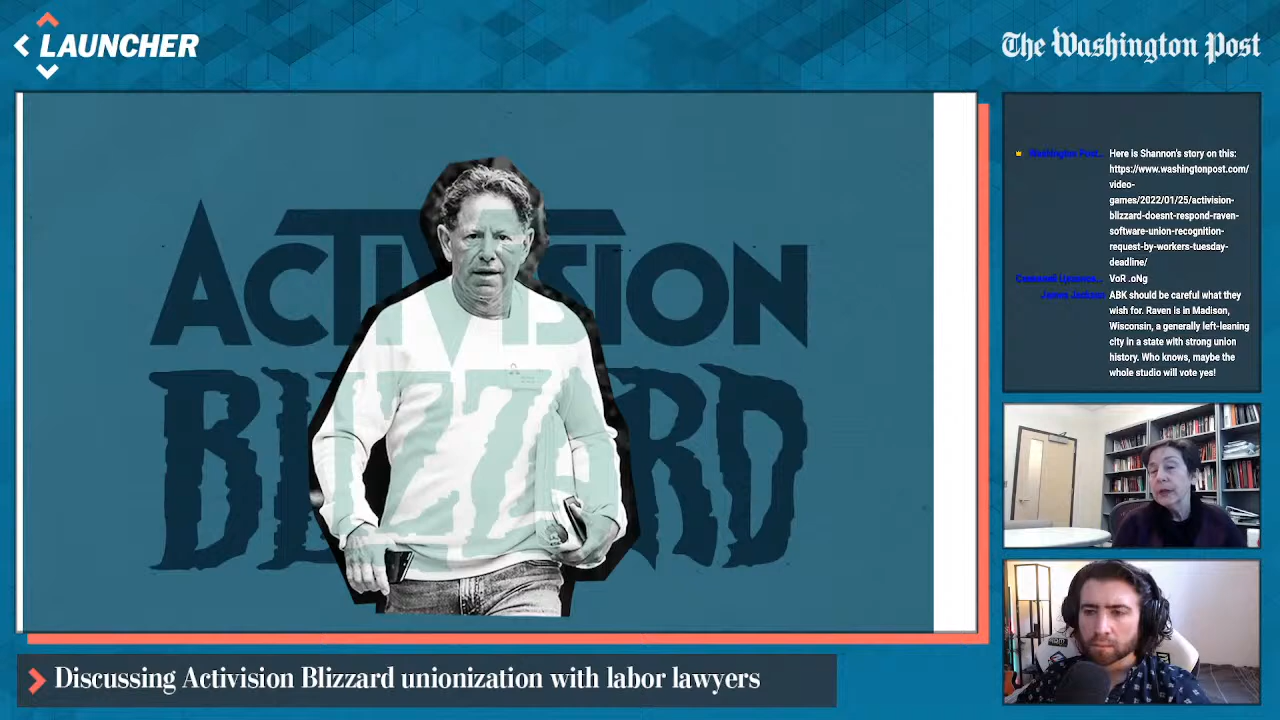 LAUNCHER
The Washington Post
ACTIVISION
BLIZZARD
Here is Shannon's story on this:
https://www.washingtonpost.com/
video-
games/2022/01/25/activision-
blizzard-doesnt-respond-raven-
software-union-recognition-
request-by-workers-tuesday-
deadline/
VoR .oNg
ABK should be careful what they
wish for. Raven is in Madison,
Wisconsin, a generally left-leaning
city in a state with strong union
history. Who knows, maybe the
whole studio will vote yes!
Washington Post...
Discussing Activision Blizzard unionization with labor lawyers